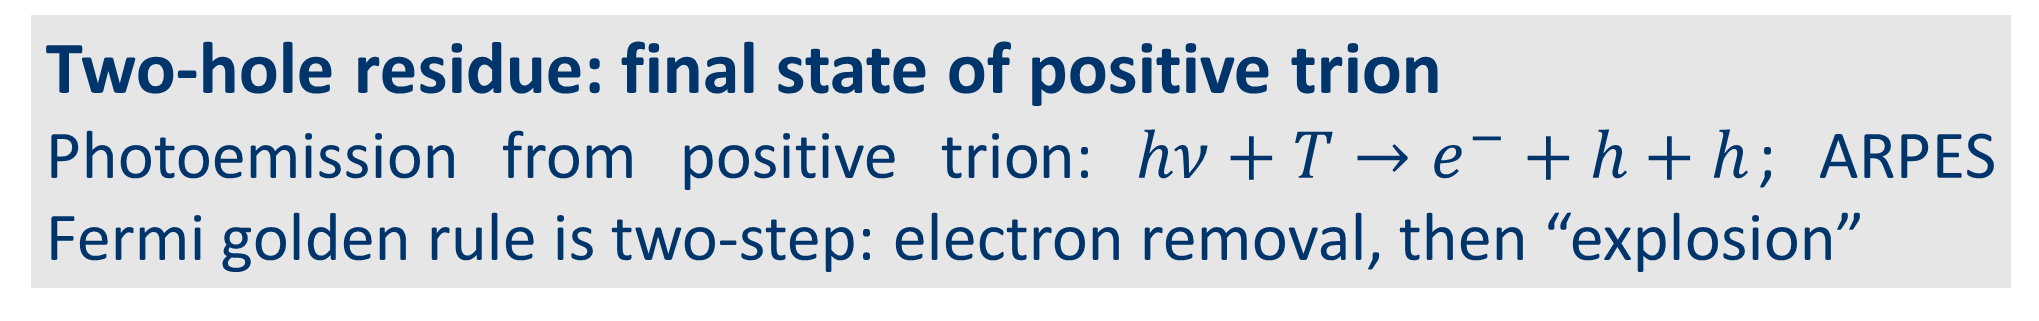 Two-hole residue: final state of positive trion
Photoemission from positive trion: ℎ𝜈 + 𝑇 → 𝑒⁻ + ℎ + ℎ; ARPES
Fermi golden rule is two-step: electron removal, then “explosion”